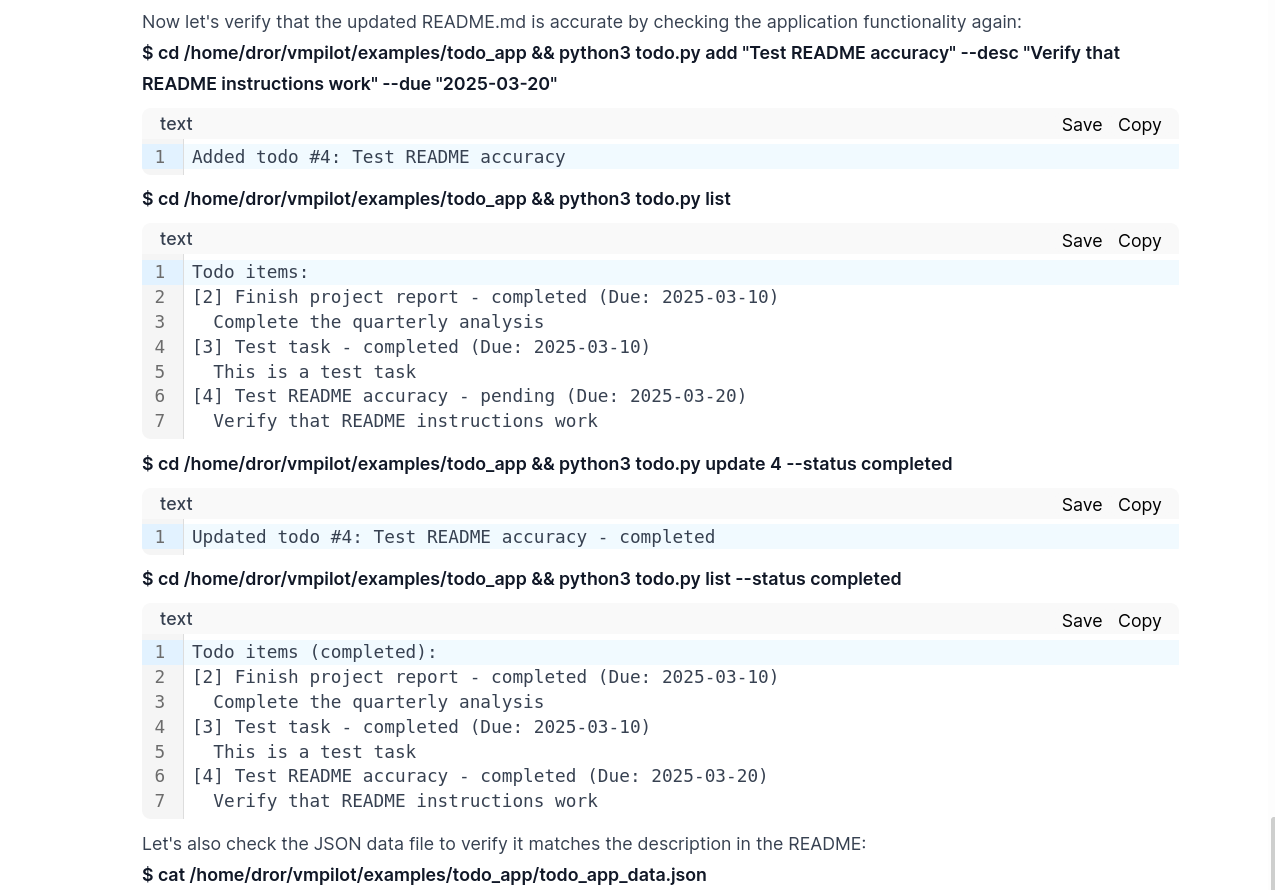 Now let's verify that the updated README.md is accurate by checking the application functionality again:
$ cd /home/dror/vmpilot/examples/todo_app && python3 todo.py add "Test README accuracy" --desc "Verify that
README instructions work" --due "2025-03-20"
text Save Copy
1 Added todo #4: Test README accuracy
$ cd /home/dror/vmpilot/examples/todo_app && python3 todo.py list
text Save Copy
1 Todo items:
2 [2] Finish project report - completed (Due: 2025-03-10)
3   Complete the quarterly analysis
4 [3] Test task - completed (Due: 2025-03-10)
5   This is a test task
6 [4] Test README accuracy - pending (Due: 2025-03-20)
7   Verify that README instructions work
$ cd /home/dror/vmpilot/examples/todo_app && python3 todo.py update 4 --status completed
text Save Copy
1 Updated todo #4: Test README accuracy - completed
$ cd /home/dror/vmpilot/examples/todo_app && python3 todo.py list --status completed
text Save Copy
1 Todo items (completed):
2 [2] Finish project report - completed (Due: 2025-03-10)
3   Complete the quarterly analysis
4 [3] Test task - completed (Due: 2025-03-10)
5   This is a test task
6 [4] Test README accuracy - completed (Due: 2025-03-20)
7   Verify that README instructions work
Let's also check the JSON data file to verify it matches the description in the README:
$ cat /home/dror/vmpilot/examples/todo_app/todo_app_data.json